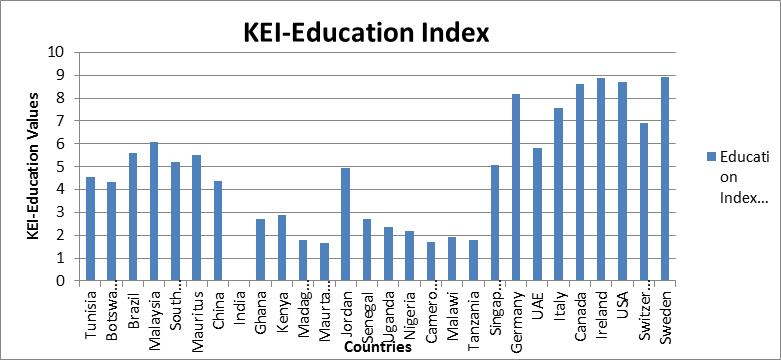 KEI-Education Index
KEI-Education Values
10
9
8
7
6
5
4
3
2
1
0
Tunisia
Botswa...
Brazil
Malaysia
South...
Mauritus
China
India
Ghana
Kenya
Madag...
Maurta...
Jordan
Senegal
Uganda
Nigeria
Camero...
Malawi
Tanzania
Singap...
Germany
UAE
Italy
Canada
Ireland
USA
Switzer...
Sweden
Countries
Educati
on
Index...